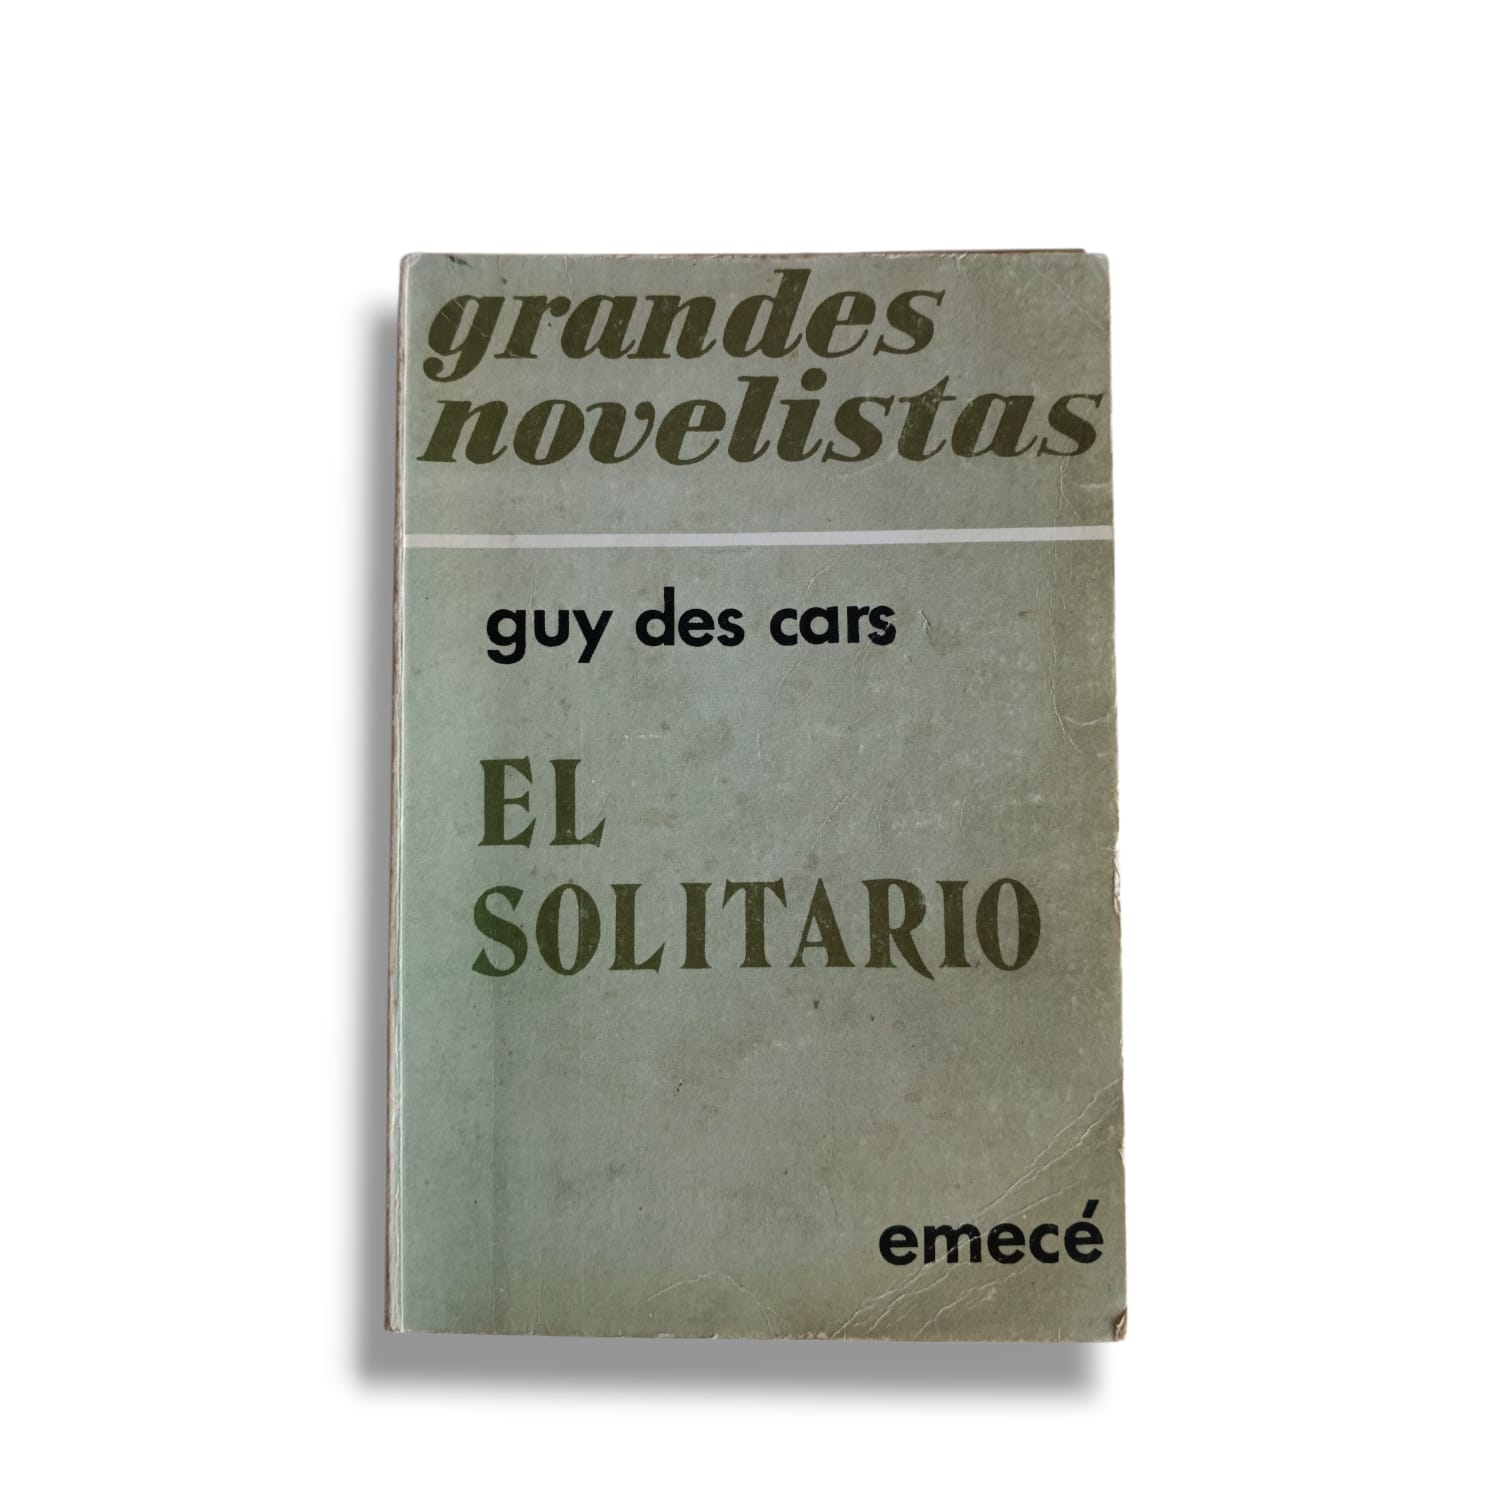 grandes
novelistas
guy des cars
EL
SOLITARIO
emecé